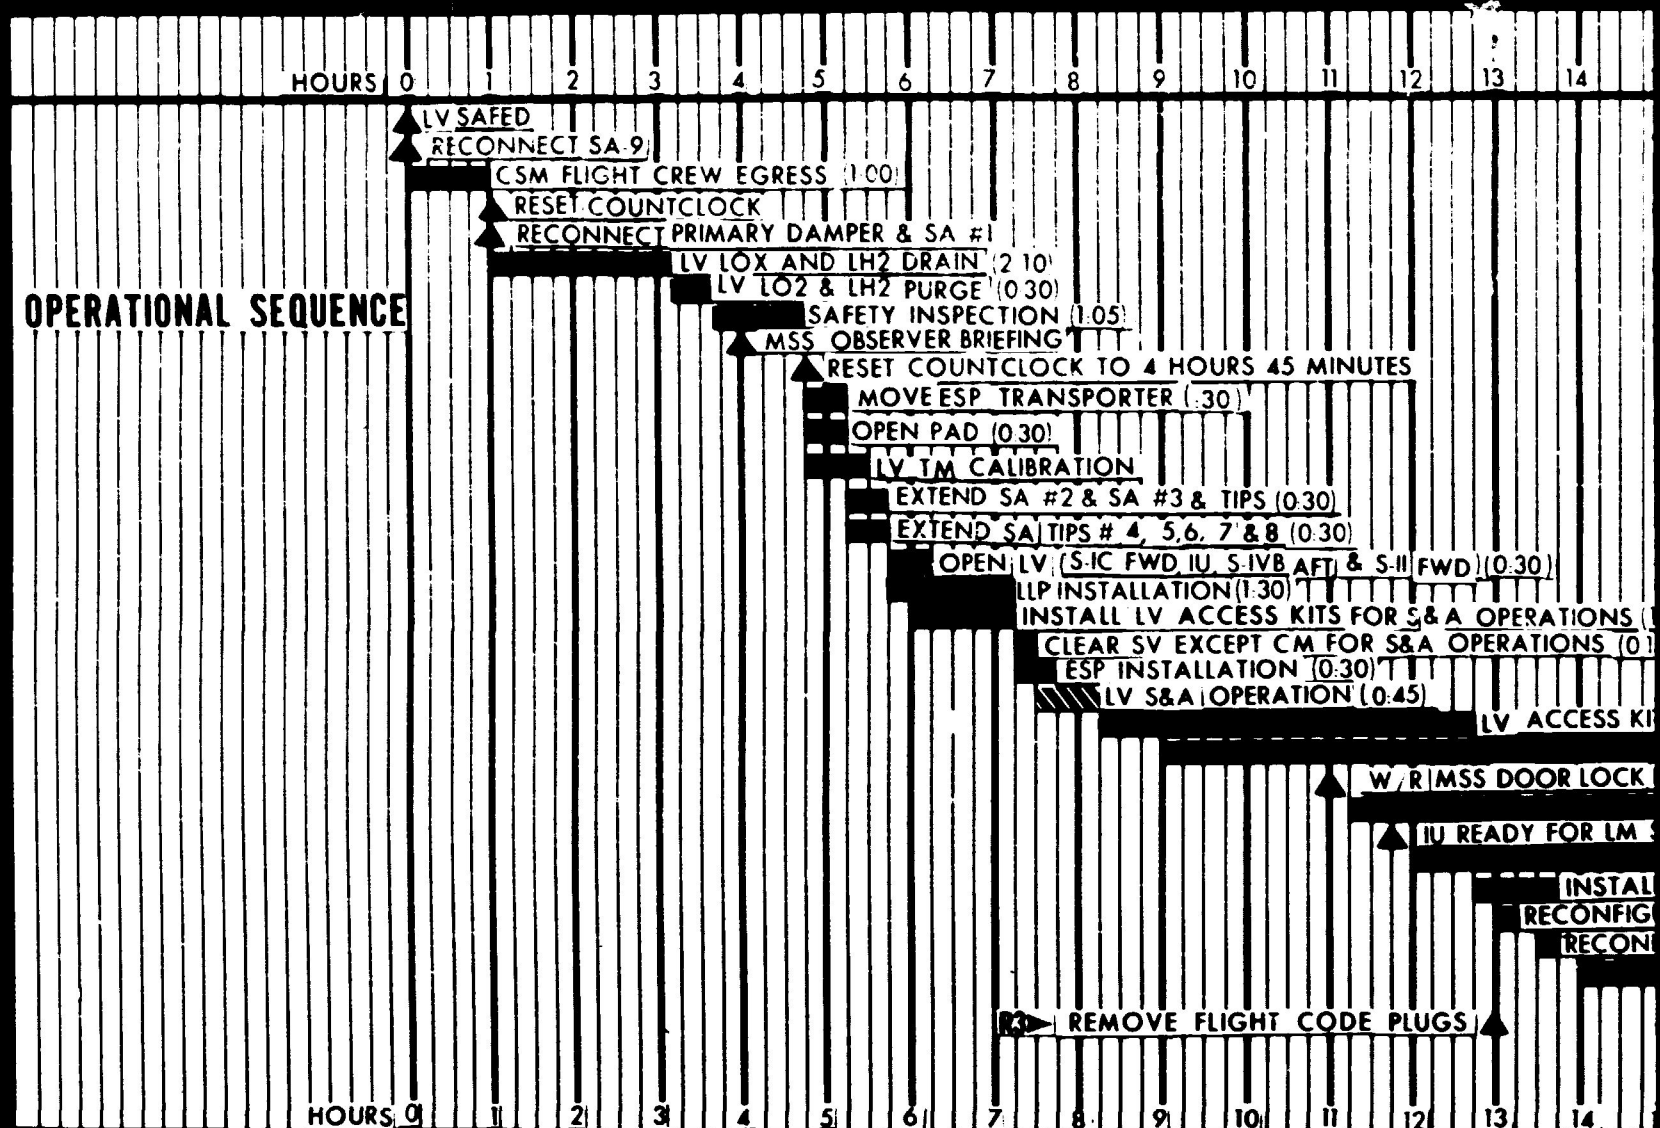 HOURS 0 1 2 3 4 5 6 7 8 9 10 11 12 13 14
LV SAFED
RECONNECT SA-9
CSM FLIGHT CREW EGRESS (1:00)
RESET COUNTCLOCK
RECONNECT PRIMARY DAMPER & SA #1
LV LOX AND LH2 DRAIN (2:10)
LV LO2 & LH2 PURGE (0:30)
OPERATIONAL SEQUENCE
SAFETY INSPECTION (1:05)
MSS OBSERVER BRIEFING
RESET COUNTCLOCK TO 4 HOURS 45 MINUTES
MOVE ESP TRANSPORTER (:30)
OPEN PAD (0:30)
LV TM CALIBRATION
EXTEND SA #2 & SA #3 & TIPS (0:30)
EXTEND SA TIPS # 4, 5, 6, 7 & 8 (0:30)
OPEN LV (S-IC FWD, IU, S-IVB AFT & S-II FWD) (0:30)
LLP INSTALLATION (1:30)
INSTALL LV ACCESS KITS FOR S&A OPERATIONS (
CLEAR SV EXCEPT CM FOR S&A OPERATIONS (0
ESP INSTALLATION (0:30)
LV S&A OPERATION (0:45)
LV ACCESS KI
W/R MSS DOOR LOCK
IU READY FOR LM
INSTAL
RECONFIG
RECON
R3 REMOVE FLIGHT CODE PLUGS
HOURS 0 1 2 3 4 5 6 7 8 9 10 11 12 13 14